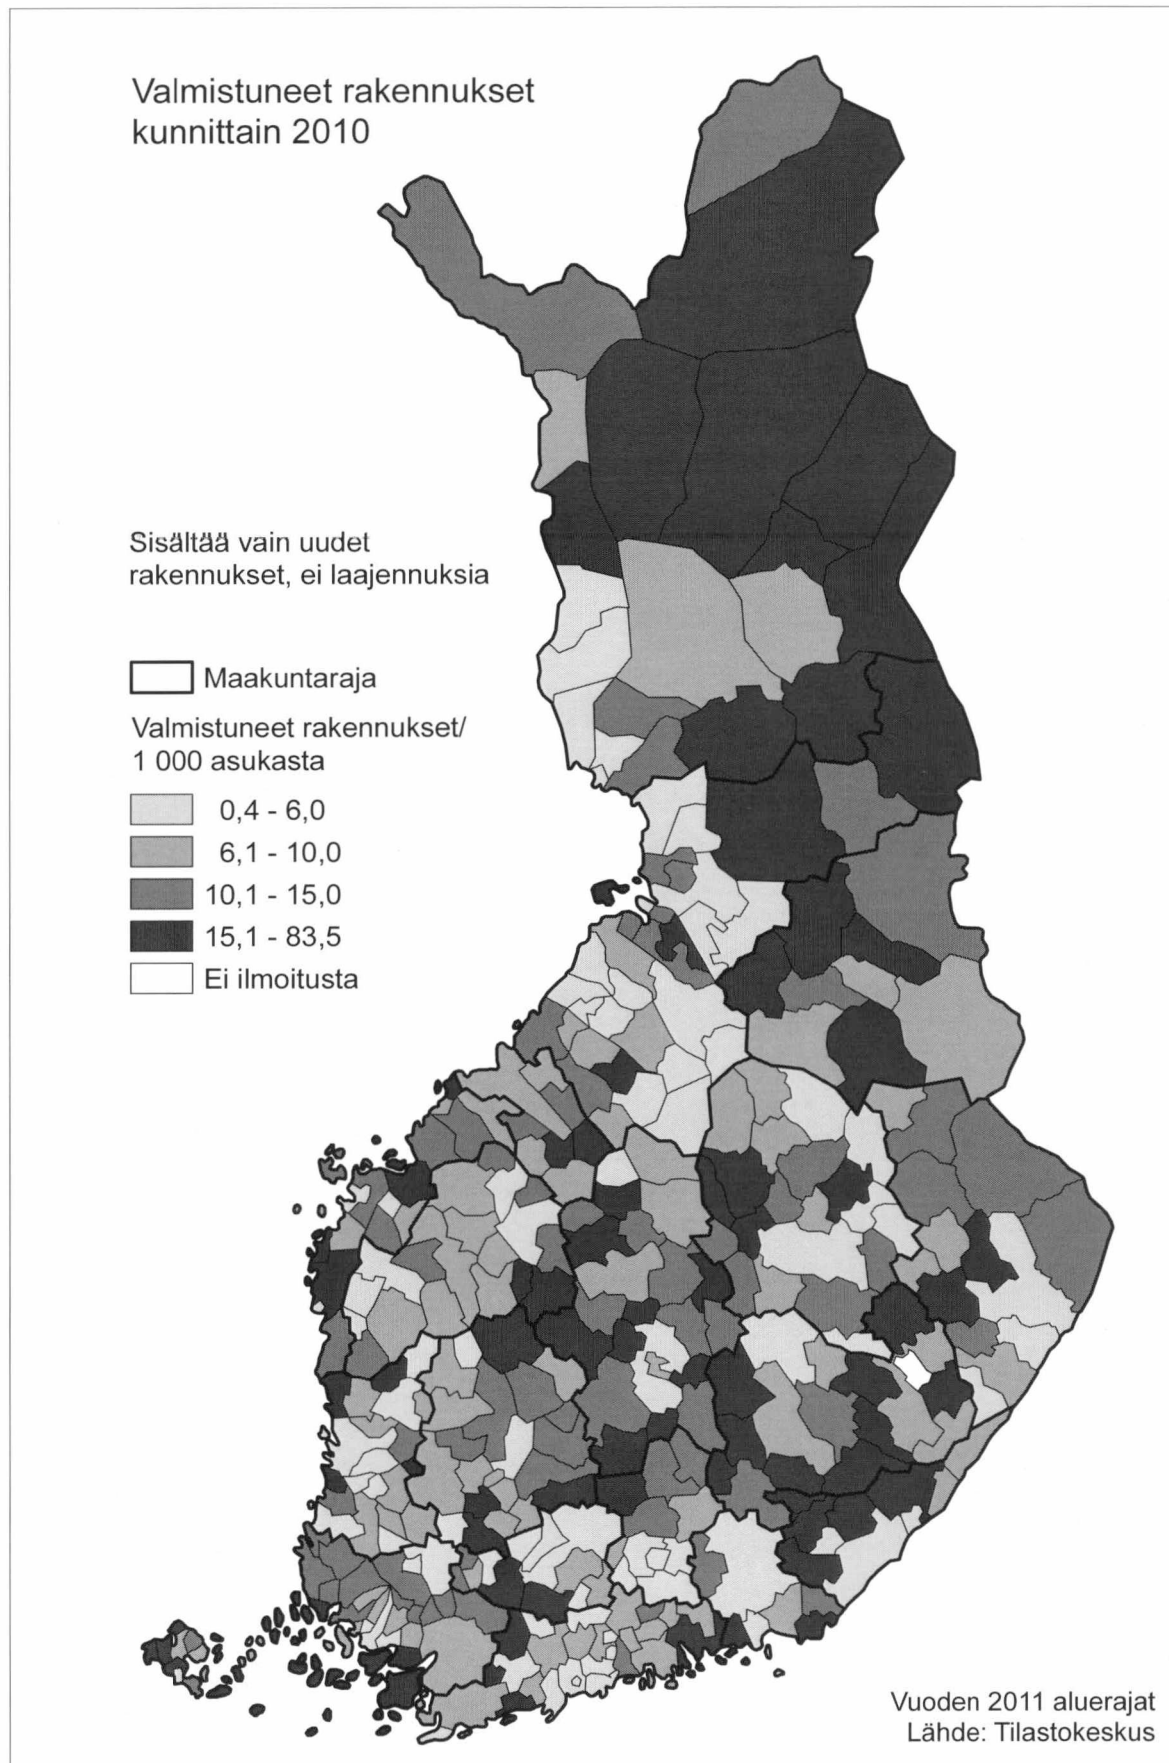 Valmistuneet rakennukset
kunnittain 2010
Sisältää vain uudet
rakennukset, ei laajennuksia
Maakuntaraja
Valmistuneet rakennukset/
1 000 asukasta
0,4 - 6,0
6,1 - 10,0
10,1 - 15,0
15,1 - 83,5
Ei ilmoitusta
Vuoden 2011 aluerajat
Lähde: Tilastokeskus